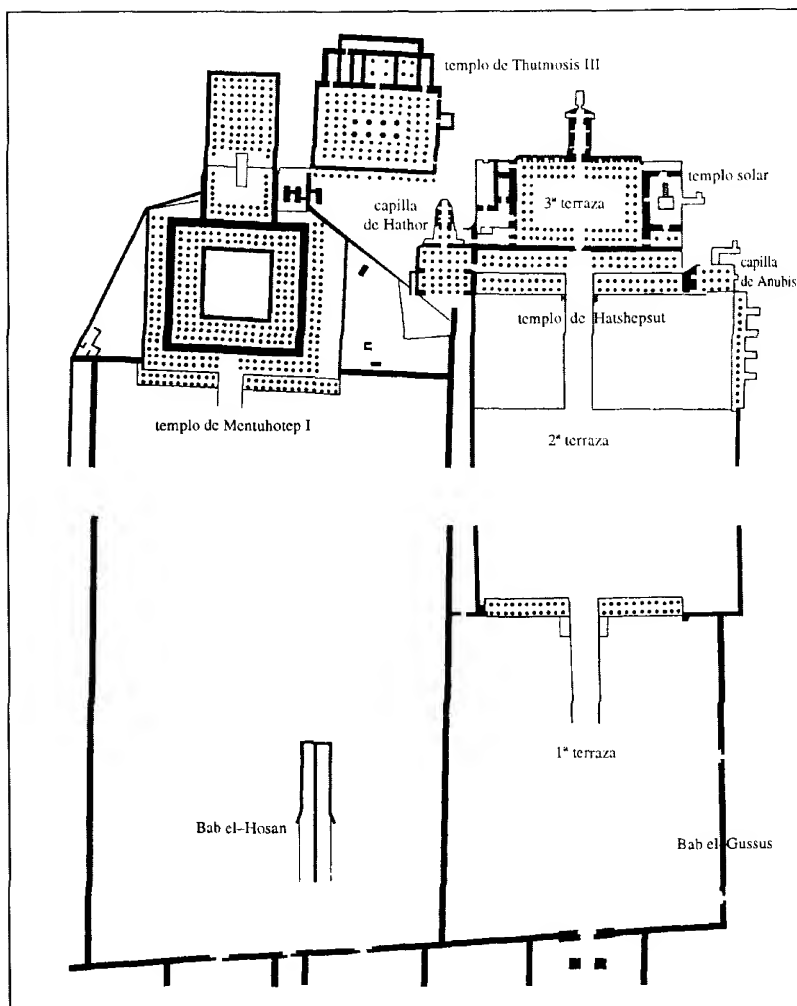 templo de Thutmosis III
templo solar
3ª terraza
capilla
de Hathor
capilla
de Anubis
templo de Hatshepsut
templo de Mentuhotep I
2ª terraza
1ª terraza
Bab el-Hosan
Bab el-Gussus